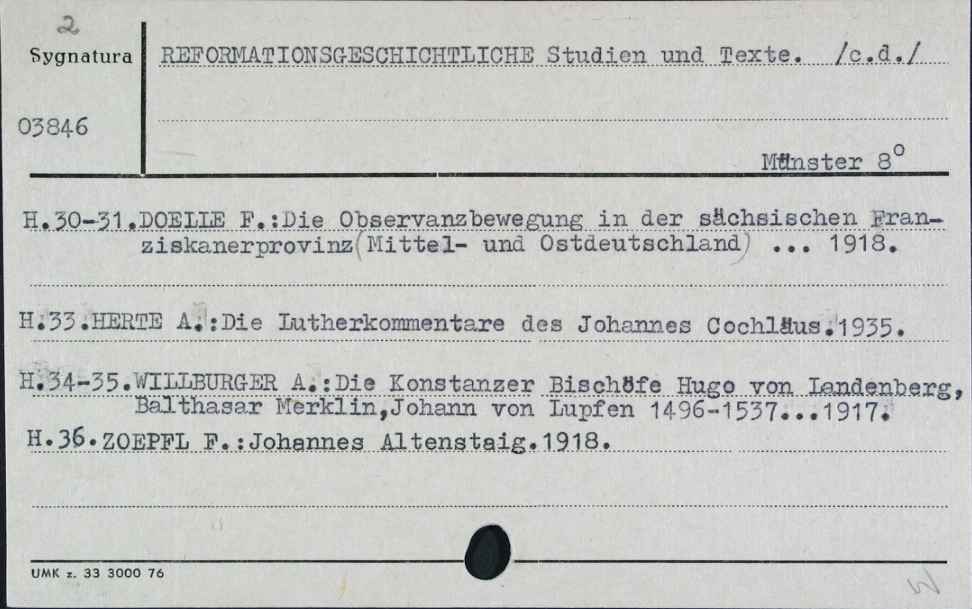 2
Sygnatura
REFORMATIONSGESCHICHTLICHE Studien und Texte. /c.d./
03846
Münster 8°
H.30-31.DOELLE F.:Die Observanzbewegung in der sächsischen Fran-
ziskanerprovinz(Mittel- und Ostdeutschland) ... 1918.
H.33.HERTE A.:Die Lutherkommentare des Johannes Cochläus.1935.
H.34-35.WILLBURGER A.:Die Konstanzer Bischöfe Hugo von Landenberg,
Balthasar Merklin,Johann von Lupfen 1496-1537...1917.
H.36.ZOEPFL F.:Johannes Altenstaig.1918.
UMK z. 33 3000 76